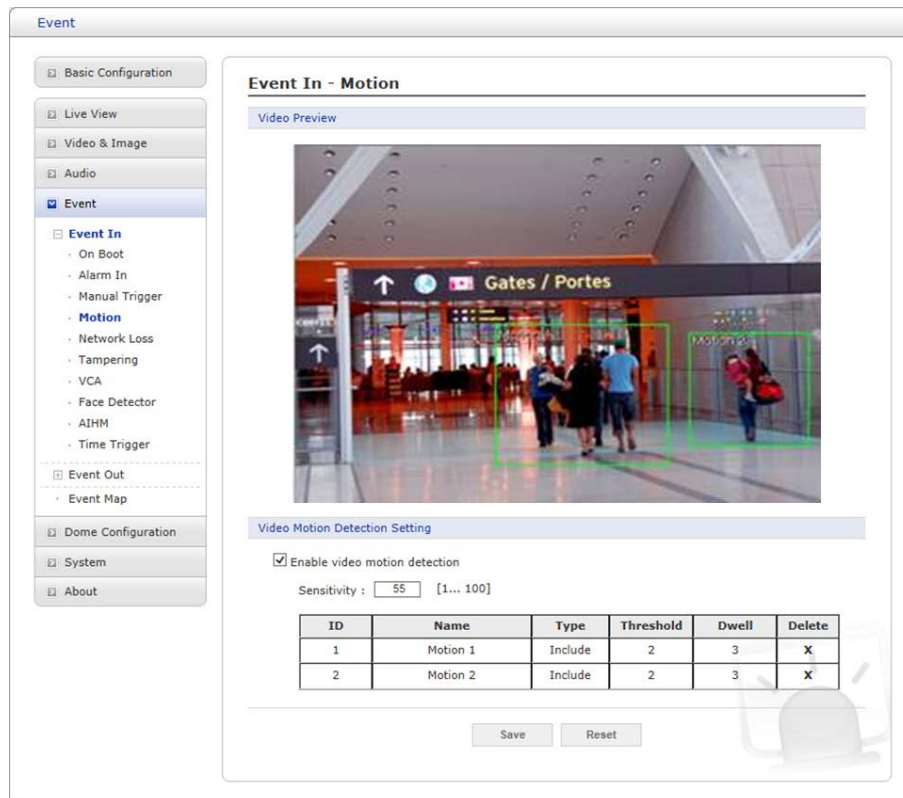 Event
Basic Configuration
Live View
Video & Image
Audio
Event
Event In
On Boot
Alarm In
Manual Trigger
Motion
Network Loss
Tampering
VCA
Face Detector
AIHM
Time Trigger
Event Out
Event Map
Dome Configuration
System
About
Event In - Motion
Video Preview
Gates / Portes
Motion 2
Video Motion Detection Setting
Enable video motion detection
Sensitivity : 55 [1... 100]
ID Name Type Threshold Dwell Delete
1 Motion 1 Include 2 3 X
2 Motion 2 Include 2 3 X
Save Reset